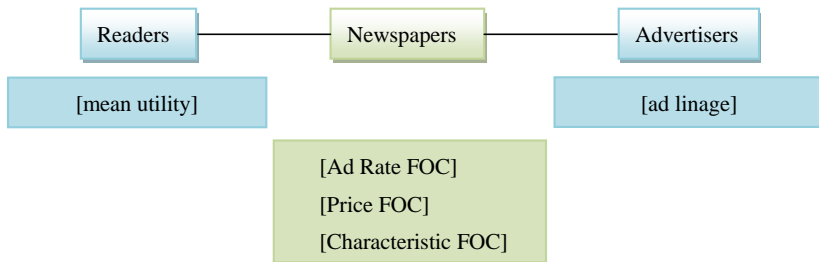 Readers
Newspapers
Advertisers
[mean utility]
[ad linage]
[Ad Rate FOC]
[Price FOC]
[Characteristic FOC]